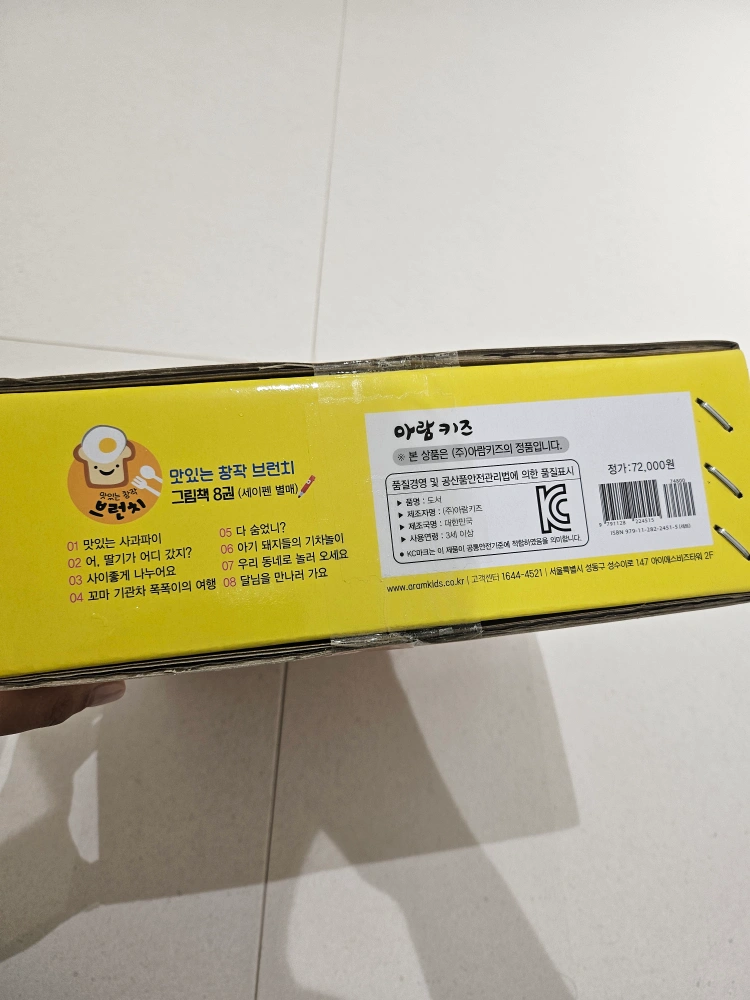 맛있는 창작
브런치
맛있는 창작 브런치
그림책 8권 (세이펜 별매)
01 맛있는 사과파이
02 어, 딸기가 어디 갔지?
03 사이좋게 나누어요
04 꼬마 기관차 폭폭이의 여행
05 다 숨었니?
06 아기 돼지들의 기차놀이
07 우리 동네로 놀러 오세요
08 달님을 만나러 가요
아람키즈
※ 본 상품은 (주)아람키즈의 정품입니다.
품질경영 및 공산품안전관리법에 의한 품질표시
▶ 품명 : 도서
▶ 제조자명 : (주)아람키즈
▶ 제조국명 : 대한민국
▶ 사용연령 : 3세 이상
● KC마크는 이 제품이 공통안전기준에 적합하였음을 의미합니다.
KC
정가:72,000원
74800
9 791128 224515
ISBN 979-11-282-2451-5 (세트)
www.aramkids.co.kr | 고객센터 1644-4521 | 서울특별시 성동구 성수이로 147 아이에스비즈타워 2F